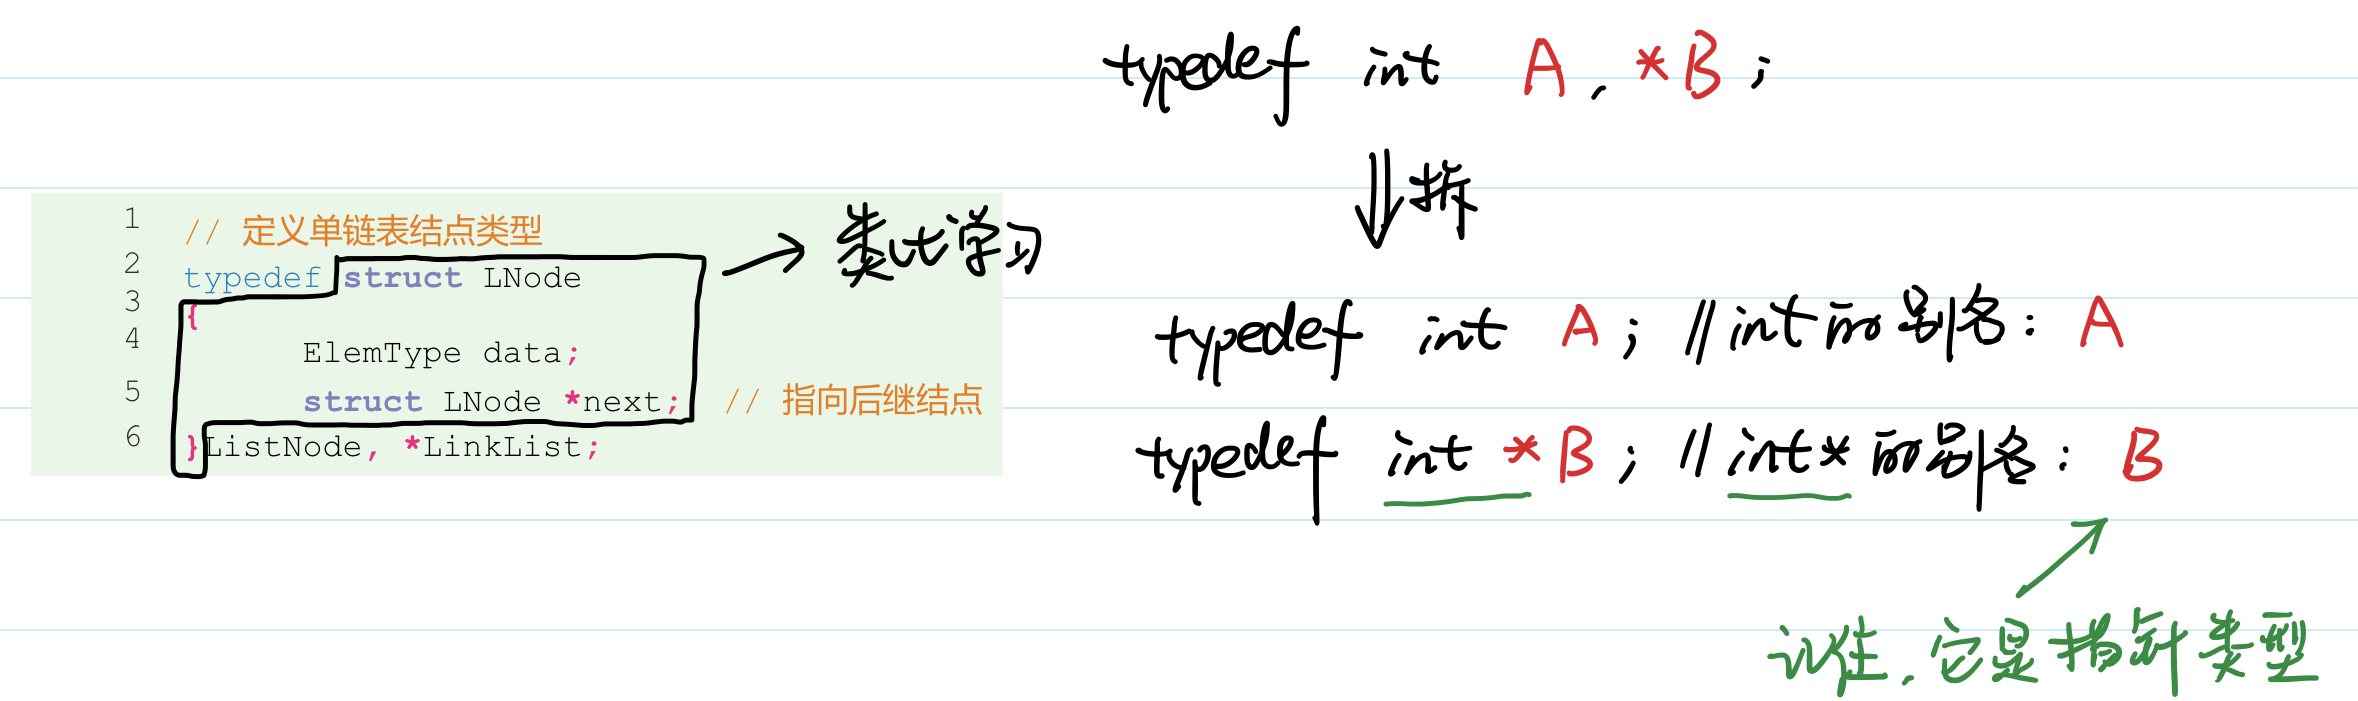 typedef int A, *B;
拆
1 // 定义单链表结点类型
2 typedef struct LNode
3 {
4 ElemType data;
5 struct LNode *next; // 指向后继结点
6 }ListNode, *LinkList;
类比学习
typedef int A; //int的别名: A
typedef int *B; //int*的别名: B
记住,它是指针类型